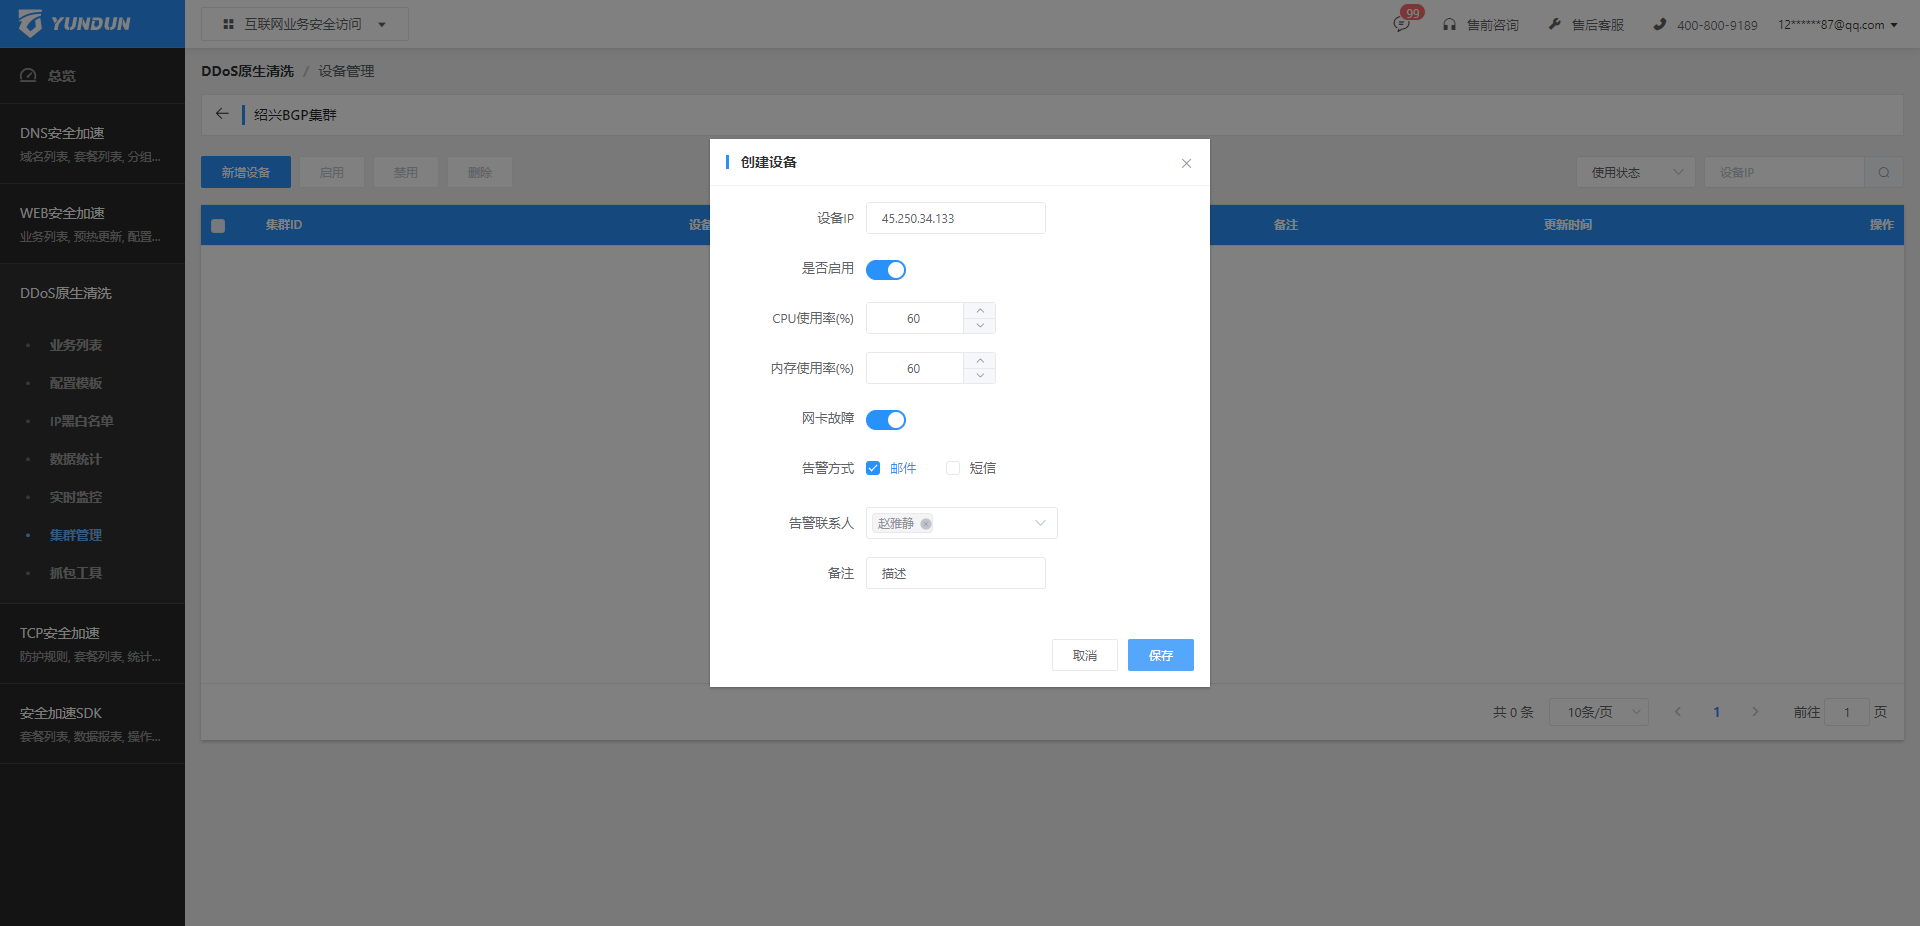 YUNDUN
互联网业务安全访问
99
售前咨询
售后客服
400-800-9189
12******87@qq.com
总览
DNS安全加速
域名列表, 套餐列表, 分组...
WEB安全加速
业务列表, 预热更新, 配置...
DDoS原生清洗
业务列表
配置模板
IP黑白名单
数据统计
实时监控
集群管理
抓包工具
TCP安全加速
防护规则, 套餐列表, 统计...
安全加速SDK
套餐列表, 数据报表, 操作...
DDoS原生清洗 / 设备管理
绍兴BGP集群
新增设备
启用
禁用
删除
使用状态
设备IP
集群ID
设备
备注
更新时间
操作
创建设备
设备IP 45.250.34.133
是否启用
CPU使用率(%) 60
内存使用率(%) 60
网卡故障
告警方式 邮件 短信
告警联系人 赵雅静
备注 描述
取消 保存
共 0 条 10条/页 1 前往 1 页